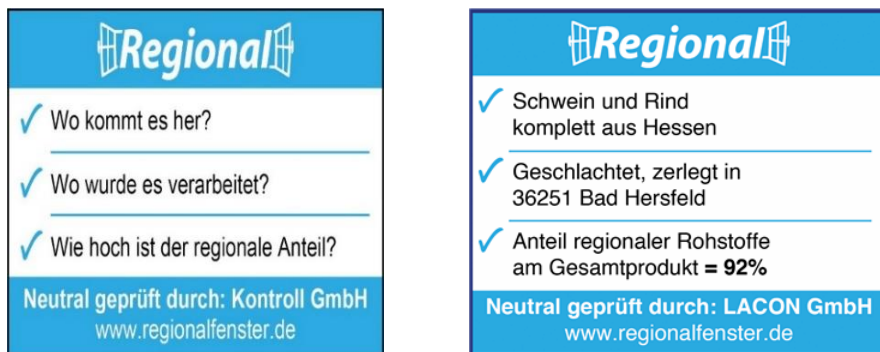 Regional
Wo kommt es her?
Wo wurde es verarbeitet?
Wie hoch ist der regionale Anteil?
Neutral geprüft durch: Kontroll GmbH
www.regionalfenster.de
Regional
Schwein und Rind
komplett aus Hessen
Geschlachtet, zerlegt in
36251 Bad Hersfeld
Anteil regionaler Rohstoffe
am Gesamtprodukt = 92%
Neutral geprüft durch: LACON GmbH
www.regionalfenster.de